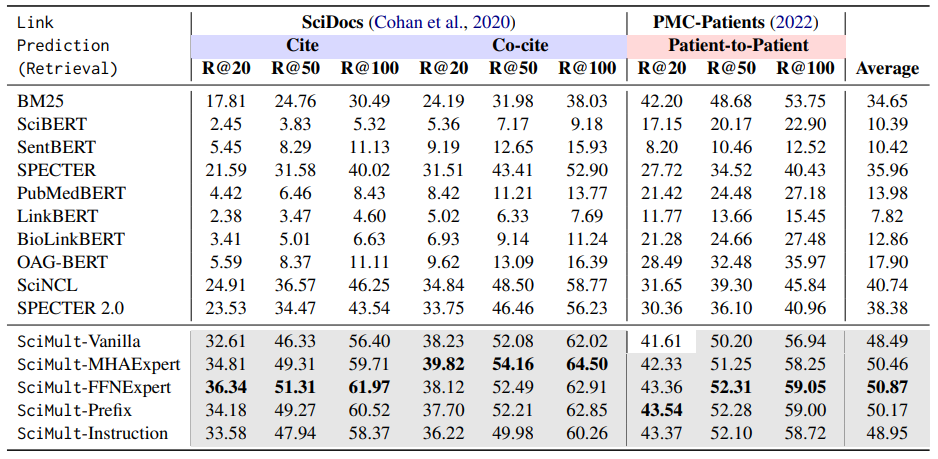 Link SciDocs (Cohan et al., 2020) PMC-Patients (2022)
Prediction Cite Co-cite Patient-to-Patient
(Retrieval) R@20 R@50 R@100 R@20 R@50 R@100 R@20 R@50 R@100 Average
BM25 17.81 24.76 30.49 24.19 31.98 38.03 42.20 48.68 53.75 34.65
SciBERT 2.45 3.83 5.32 5.36 7.17 9.18 17.15 20.17 22.90 10.39
SentBERT 5.45 8.29 11.13 9.19 12.65 15.93 8.20 10.46 12.52 10.42
SPECTER 21.59 31.58 40.02 31.51 43.41 52.90 27.72 34.52 40.43 35.96
PubMedBERT 4.42 6.46 8.43 8.42 11.21 13.77 21.42 24.48 27.18 13.98
LinkBERT 2.38 3.47 4.60 5.02 6.33 7.69 11.77 13.66 15.45 7.82
BioLinkBERT 3.41 5.01 6.63 6.93 9.14 11.24 21.28 24.66 27.48 12.86
OAG-BERT 5.59 8.37 11.11 9.62 13.09 16.39 28.49 32.48 35.97 17.90
SciNCL 24.91 36.57 46.25 34.84 48.50 58.77 31.65 39.30 45.84 40.74
SPECTER 2.0 23.53 34.47 43.54 33.75 46.46 56.23 30.36 36.10 40.96 38.38
SciMult-Vanilla 32.61 46.33 56.40 38.23 52.08 62.02 41.61 50.20 56.94 48.49
SciMult-MHAExpert 34.81 49.31 59.71 39.82 54.16 64.50 42.33 51.25 58.25 50.46
SciMult-FFNExpert 36.34 51.31 61.97 38.12 52.49 62.91 43.36 52.31 59.05 50.87
SciMult-Prefix 34.18 49.27 60.52 37.70 52.21 62.85 43.54 52.28 59.00 50.17
SciMult-Instruction 33.58 47.94 58.37 36.22 49.98 60.26 43.37 52.10 58.72 48.95